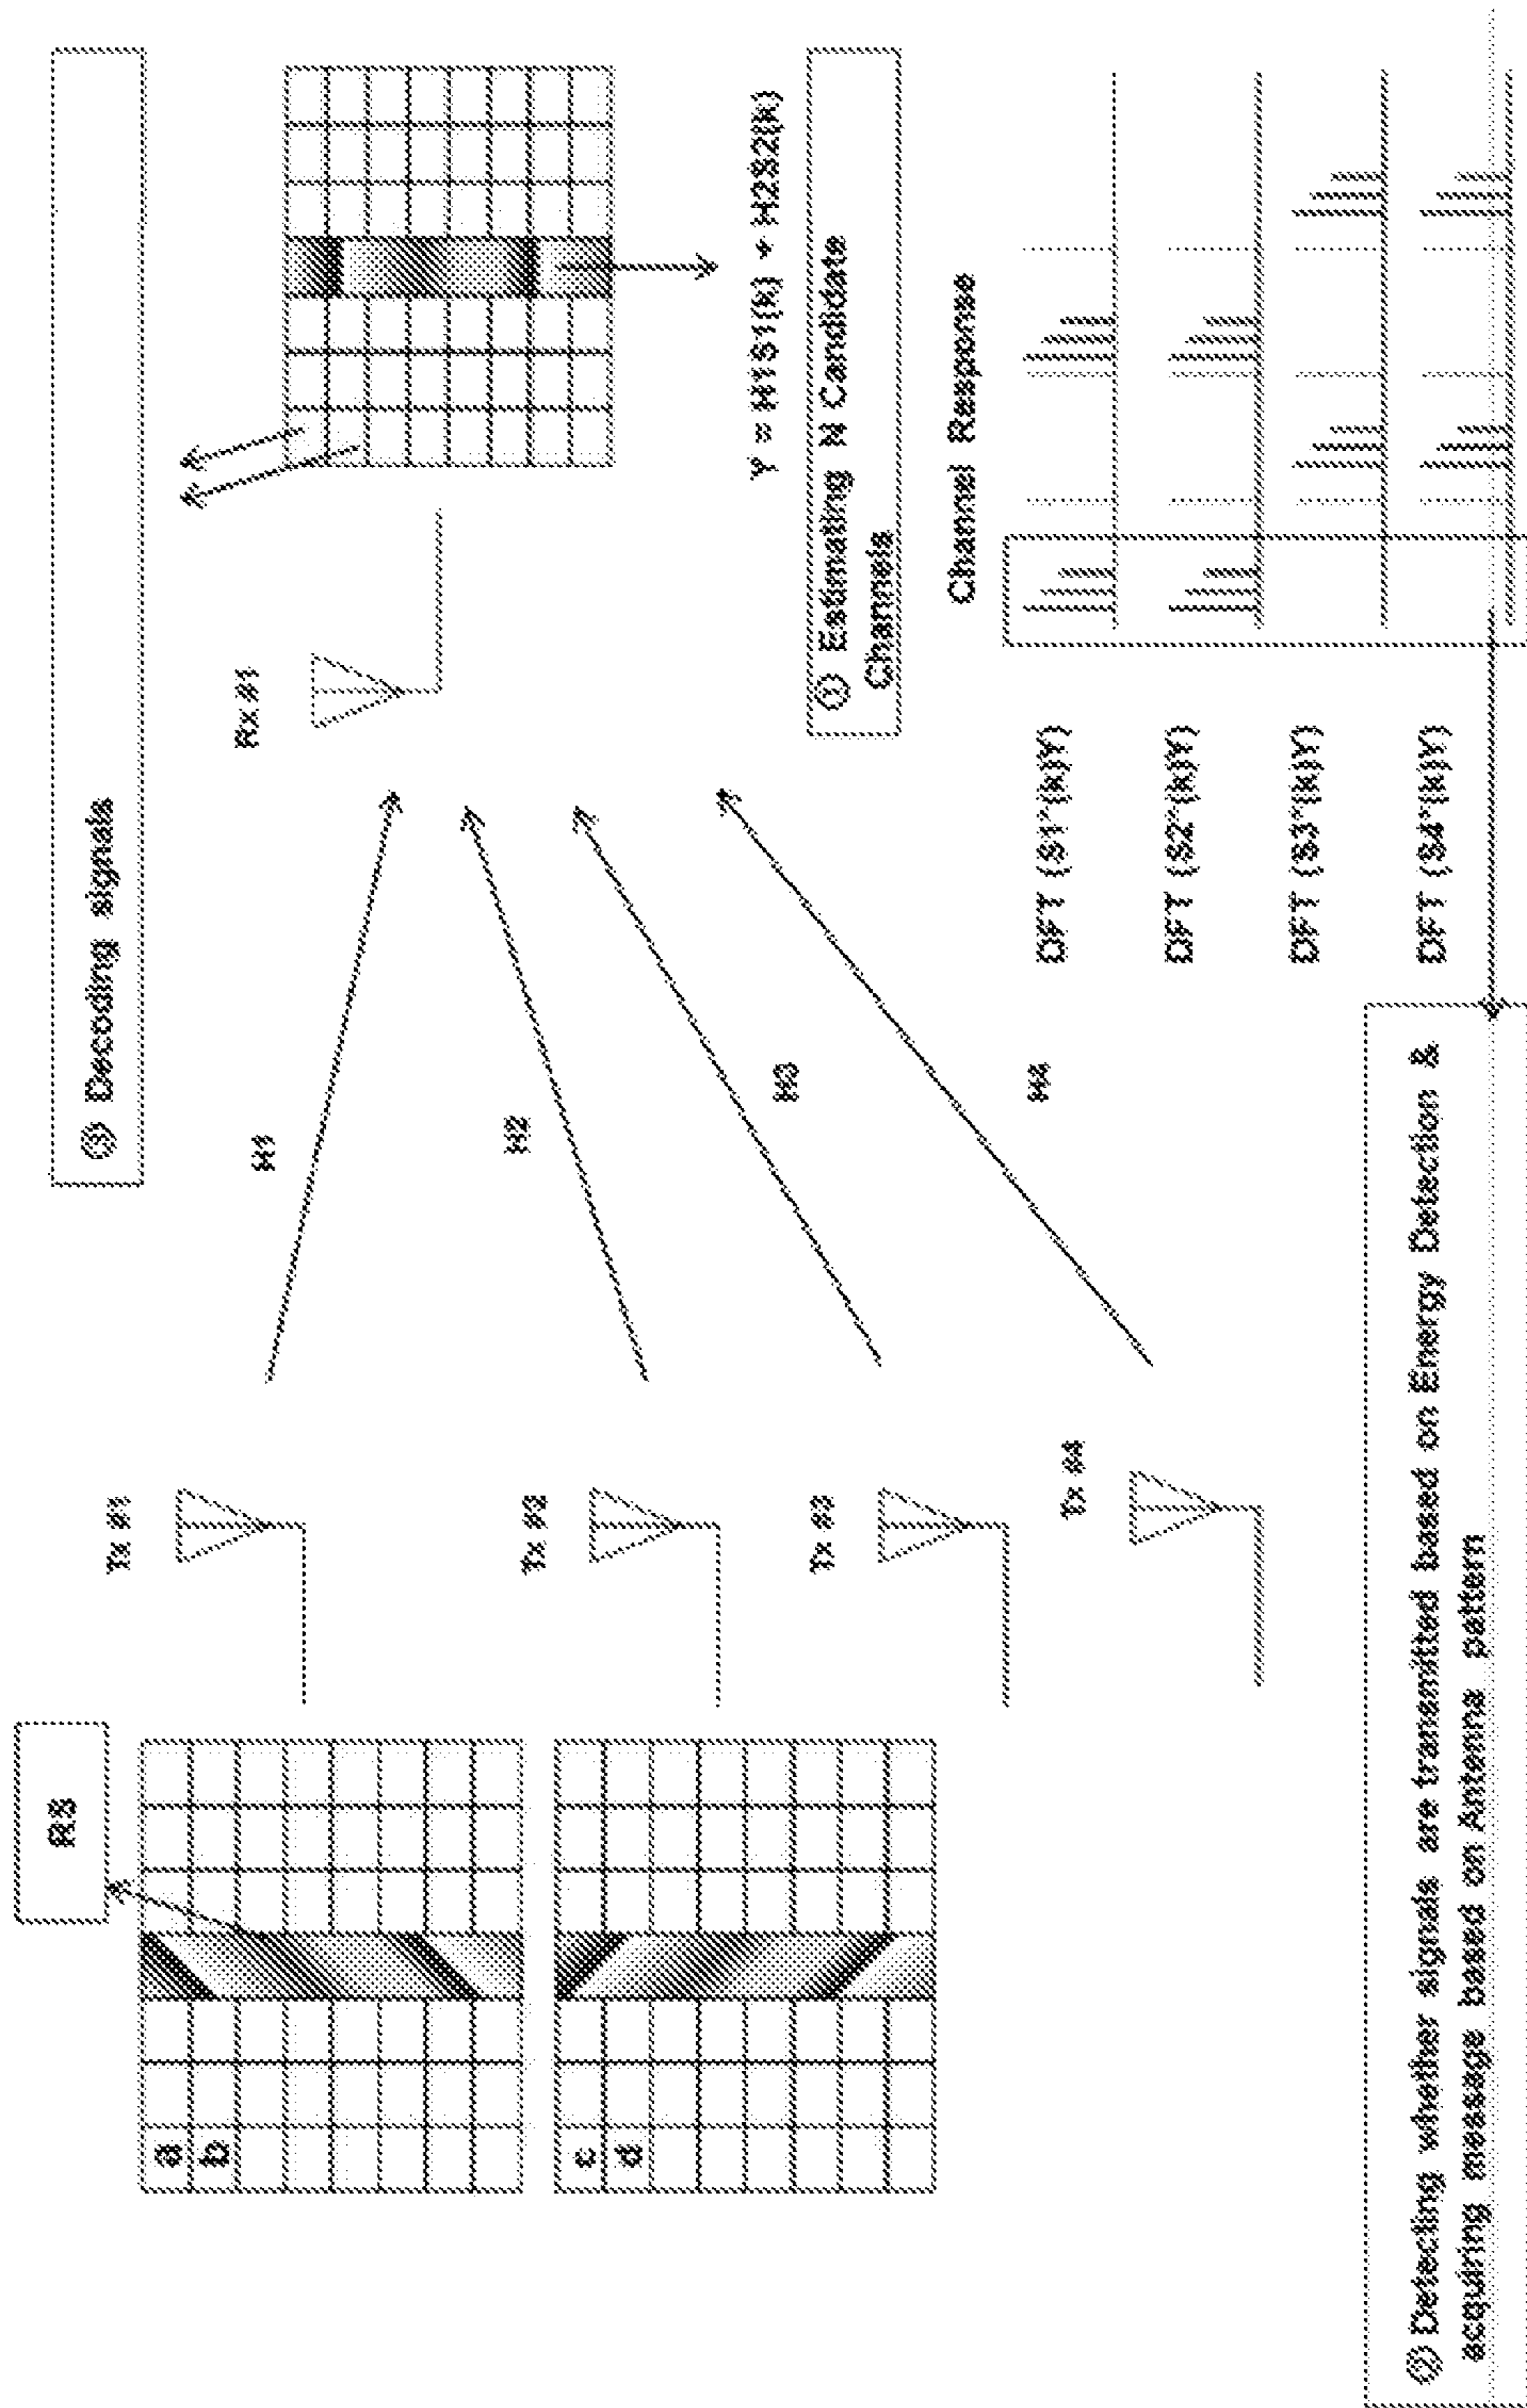 RS
a
b
c
d
Tx #1
Tx #2
Tx #3
Tx #4
H1
H2
H3
H4
Rx #1
③ Decoding signals
Y = H1S1(k) + H2S2(k)
① Estimating N Candidate
Channels
Channel Response
DFT (S1*(k)Y)
DFT (S2*(k)Y)
DFT (S3*(k)Y)
DFT (S4*(k)Y)
② Detecting whether signals are transmitted based on Energy Detection &
acquiring message based on Antenna pattern